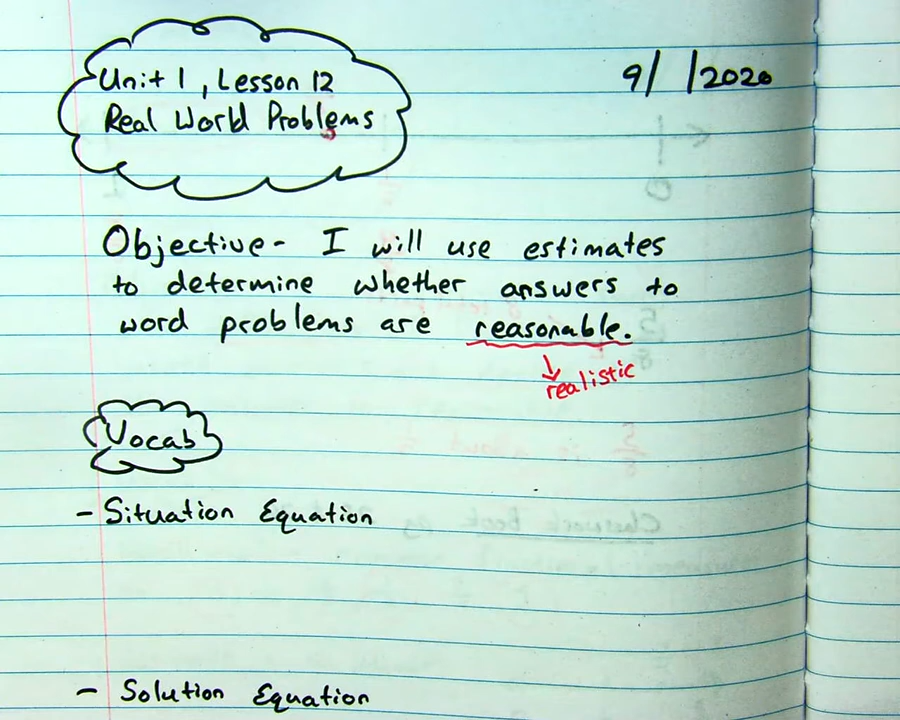 Unit 1, Lesson 12
9/ /2020
Real World Problems
Objective- I will use estimates
to determine whether answers to
word problems are reasonable.
realistic
Vocab
- Situation Equation
- Solution Equation